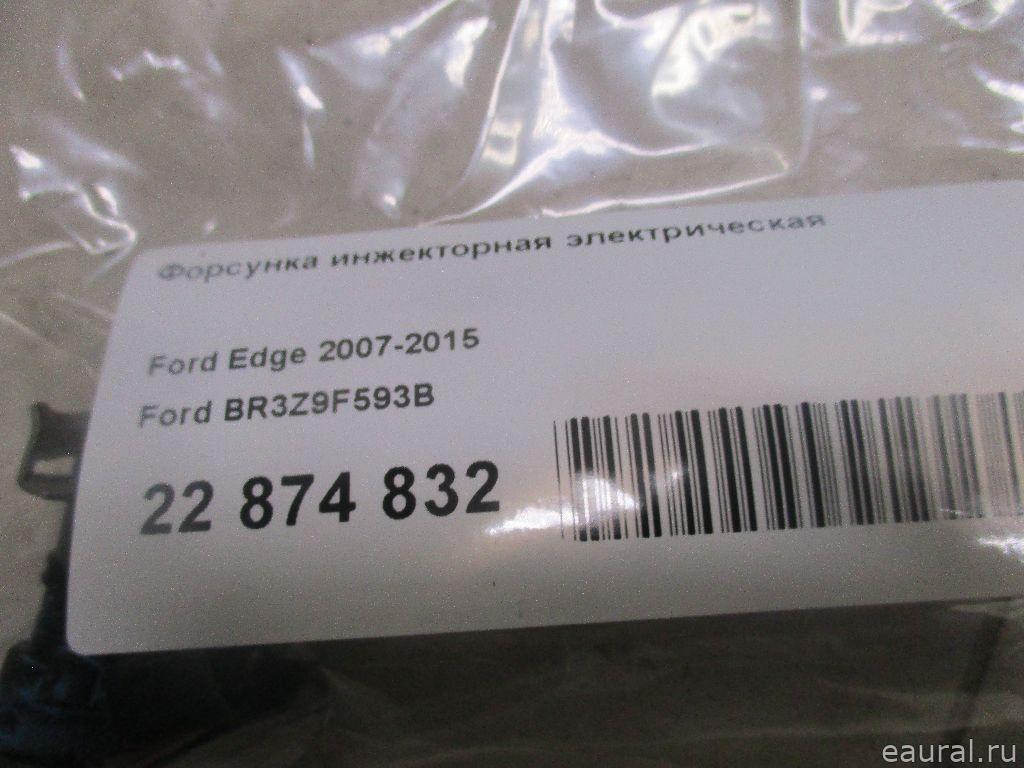 Форсунка инжекторная электрическая
Ford Edge 2007-2015
Ford BR3Z9F593B
22 874 832
eaural.ru